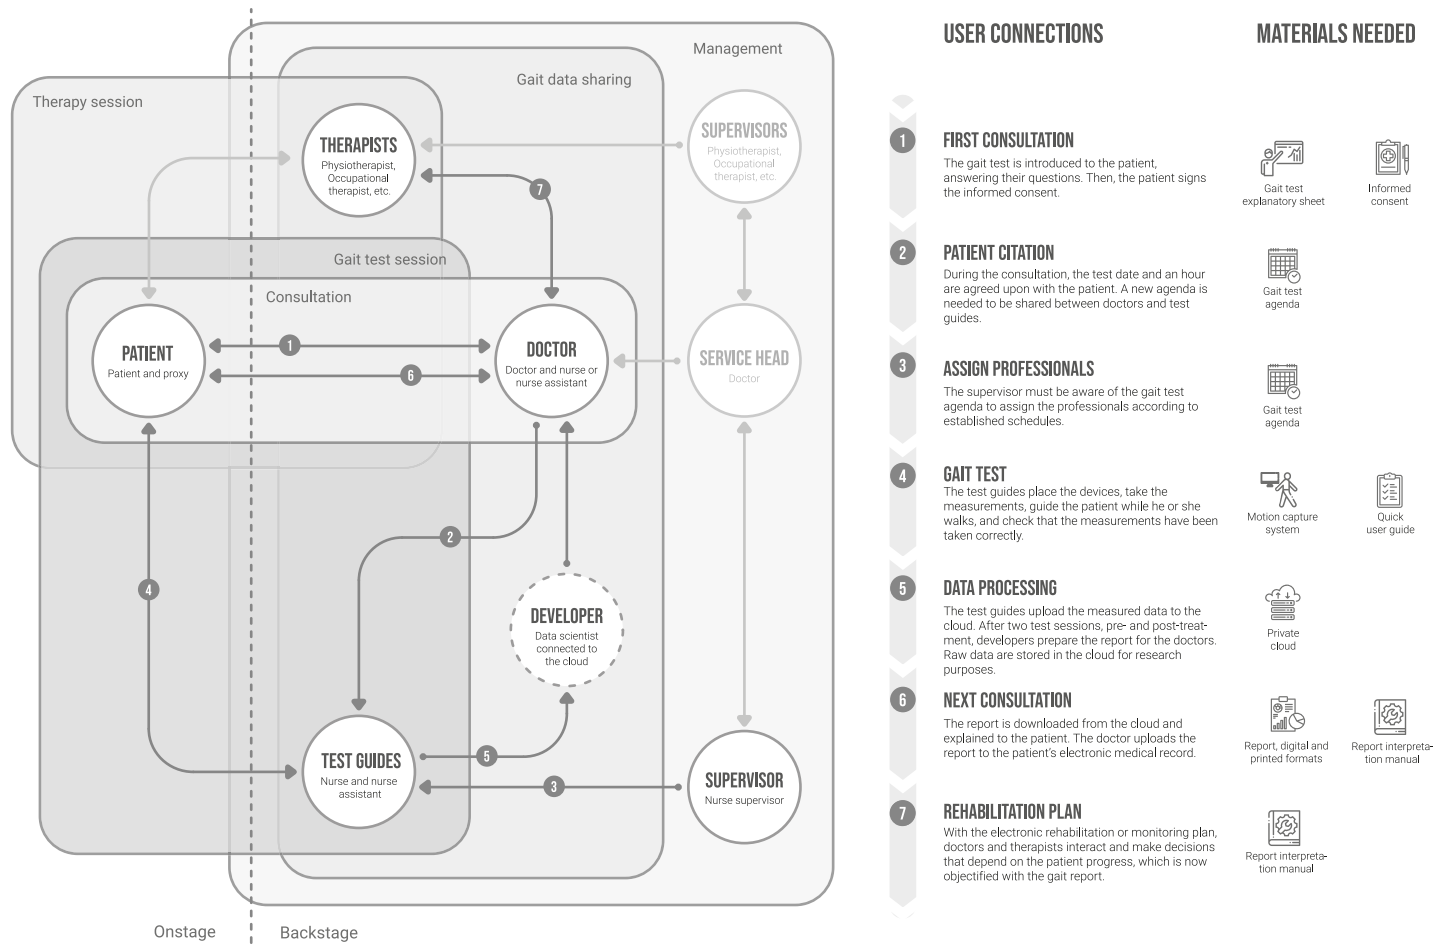 Management
Gait data sharing
Therapy session
THERAPISTS
Physiotherapist,
Occupational
therapist, etc.
SUPERVISORS
Physiotherapist,
Occupational
therapist, etc.
7
Gait test session
Consultation
PATIENT
Patient and proxy
1
6
DOCTOR
Doctor and nurse or
nurse assistant
SERVICE HEAD
Doctor
2
4
DEVELOPER
Data scientist
connected to
the cloud
TEST GUIDES
Nurse and nurse
assistant
5
3
SUPERVISOR
Nurse supervisor
Onstage
Backstage
USER CONNECTIONS
MATERIALS NEEDED
1
FIRST CONSULTATION
The gait test is introduced to the patient,
answering their questions. Then, the patient signs
the informed consent.
Gait test
explanatory sheet
Informed
consent
2
PATIENT CITATION
During the consultation, the test date and an hour
are agreed upon with the patient. A new agenda is
needed to be shared between doctors and test
guides.
Gait test
agenda
3
ASSIGN PROFESSIONALS
The supervisor must be aware of the gait test
agenda to assign the professionals according to
established schedules.
Gait test
agenda
4
GAIT TEST
The test guides place the devices, take the
measurements, guide the patient while he or she
walks, and check that the measurements have been
taken correctly.
Motion capture
system
Quick
user guide
5
DATA PROCESSING
The test guides upload the measured data to the
cloud. After two test sessions, pre- and post-treat-
ment, developers prepare the report for the doctors.
Raw data are stored in the cloud for research
purposes.
Private
cloud
6
NEXT CONSULTATION
The report is downloaded from the cloud and
explained to the patient. The doctor uploads the
report to the patient's electronic medical record.
Report, digital and
printed formats
Report interpreta-
tion manual
7
REHABILITATION PLAN
With the electronic rehabilitation or monitoring plan,
doctors and therapists interact and make decisions
that depend on the patient progress, which is now
objectified with the gait report.
Report interpreta-
tion manual